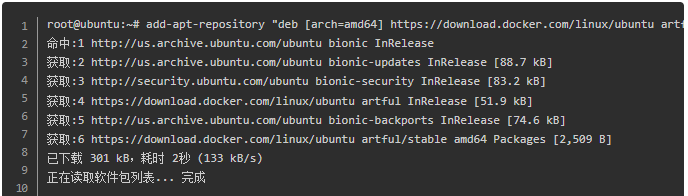 1 root@ubuntu:~# add-apt-repository "deb [arch=amd64] https://download.docker.com/linux/ubuntu artf
2 命中:1 http://us.archive.ubuntu.com/ubuntu bionic InRelease
3 获取:2 http://us.archive.ubuntu.com/ubuntu bionic-updates InRelease [88.7 kB]
4 获取:3 http://security.ubuntu.com/ubuntu bionic-security InRelease [83.2 kB]
5 获取:4 https://download.docker.com/linux/ubuntu artful InRelease [51.9 kB]
6 获取:5 http://us.archive.ubuntu.com/ubuntu bionic-backports InRelease [74.6 kB]
7 获取:6 https://download.docker.com/linux/ubuntu artful/stable amd64 Packages [2,509 B]
8 已下载 301 kB，耗时 2秒 (133 kB/s)
9 正在读取软件包列表... 完成
10